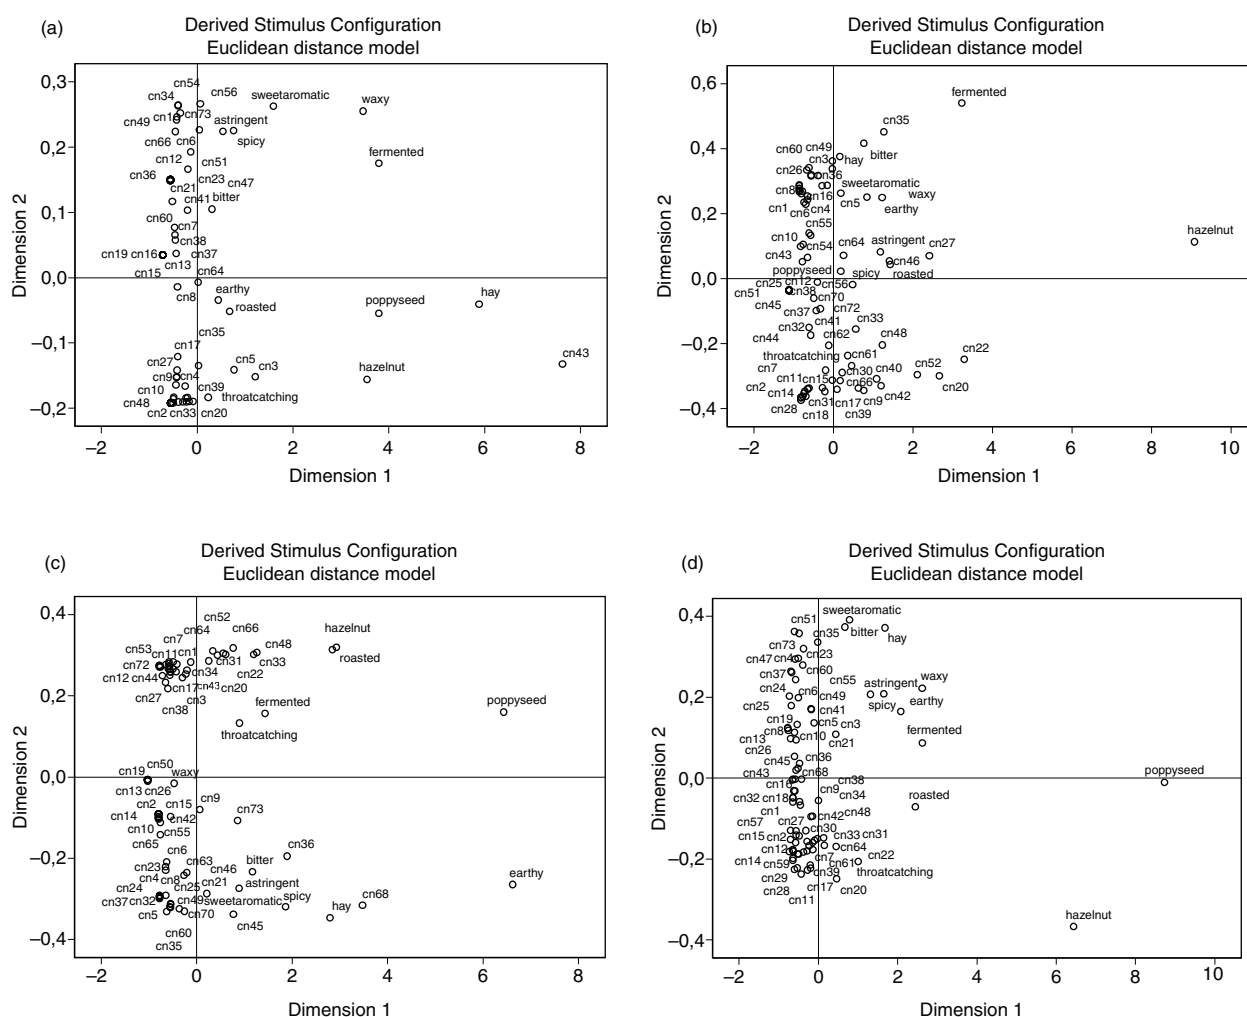 (a)
Derived Stimulus Configuration
Euclidean distance model
cn54
cn34
cn56
sweetaromatic
waxy
cn49
cn1
cn73
astringent
cn66
cn6
spicy
fermented
cn12
cn51
cn36
cn21
cn23
cn47
cn41
bitter
cn60
cn7
cn38
cn19
cn16
cn37
cn13
cn15
cn64
cn8
earthy
roasted
poppyseed
hay
cn35
cn17
cn27
cn5
cn3
cn43
cn9
cn4
hazelnut
cn10
cn39
throatcatching
cn48
cn2
cn33
cn20
0,3
0,2
0,1
0,0
–0,1
–0,2
–2
0
2
4
6
8
Dimension 1
Dimension 2
(b)
Derived Stimulus Configuration
Euclidean distance model
fermented
cn35
cn60
cn49
bitter
cn3
hay
cn26
cn36
cn8
sweetaromatic
cn16
waxy
cn1
cn5
cn6
cn4
earthy
cn55
hazelnut
cn10
cn54
cn64
astringent
cn27
cn43
cn46
poppyseed
spicy
roasted
cn25
cn12
cn56
cn51
cn38
cn45
cn70
cn37
cn72
cn32
cn41
cn33
cn44
cn62
cn48
throatcatching
cn61
cn22
cn7
cn30
cn40
cn52
cn2
cn11
cn15
cn66
cn20
cn14
cn31
cn17
cn9
cn42
cn28
cn18
cn39
0,6
0,4
0,2
0,0
–0,2
–0,4
–2
0
2
4
6
8
10
Dimension 1
Dimension 2
(c)
Derived Stimulus Configuration
Euclidean distance model
cn52
cn7
cn64
cn66
hazelnut
cn53
cn11
cn1
cn48
cn72
cn31
cn33
roasted
cn12
cn44
cn34
cn22
cn27
cn17
cn43
cn20
cn38
cn3
fermented
poppyseed
throatcatching
cn50
cn19
waxy
cn13
cn26
cn2
cn15
cn9
cn14
cn42
cn73
cn10
cn55
cn65
cn6
cn36
cn63
bitter
cn23
cn46
earthy
cn4
cn8
cn21
astringent
cn24
cn25
cn68
cn37
cn32
cn49
sweetaromatic
spicy
cn5
cn70
hay
cn60
cn45
cn35
0,4
0,2
0,0
–0,2
–0,4
–2
0
2
4
6
8
Dimension 1
Dimension 2
(d)
Derived Stimulus Configuration
Euclidean distance model
sweetaromatic
cn51
cn35
bitter
hay
cn73
cn23
cn47
cn4
cn60
cn37
cn55
astringent
waxy
cn24
cn6
cn49
spicy
earthy
cn25
cn41
cn19
cn5
cn3
cn8
cn10
fermented
cn13
cn21
cn26
cn36
cn45
poppyseed
cn43
cn68
cn16
cn38
cn9
cn32
cn18
cn34
roasted
cn1
cn42
cn48
cn57
cn27
cn30
cn15
cn2
cn33
cn31
cn12
cn64
cn14
cn7
cn22
cn59
cn61
throatcatching
cn29
cn39
cn28
cn17
cn20
cn11
hazelnut
0,4
0,2
0,0
–0,2
–0,4
–2
0
2
4
6
8
10
Dimension 1
Dimension 2